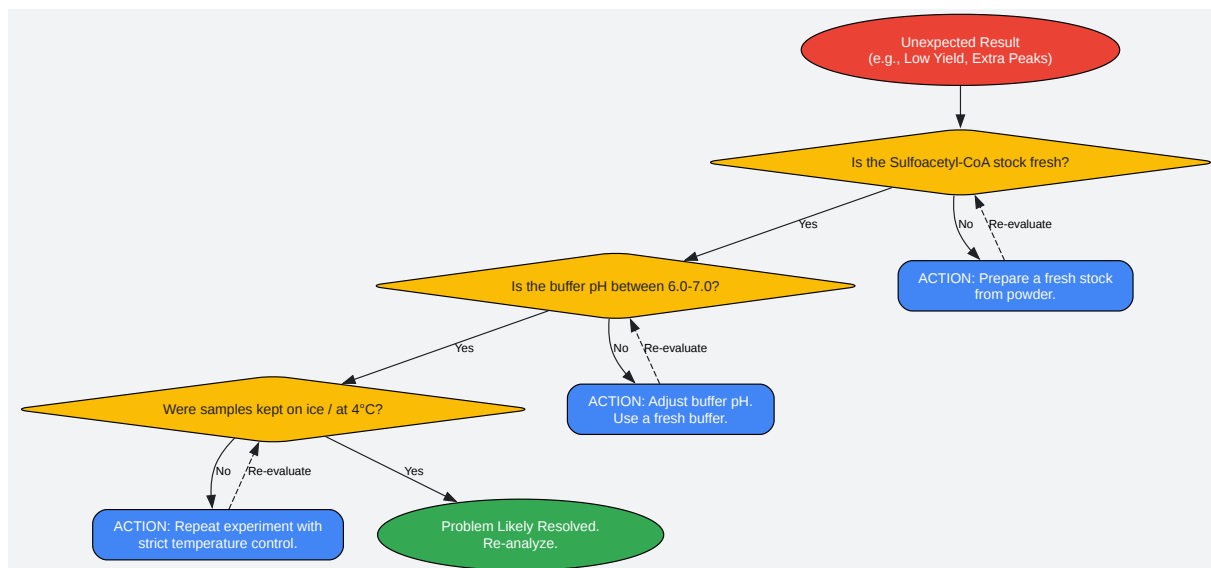 Unexpected Result
(e.g., Low Yield, Extra Peaks)
Is the Sulfoacetyl-CoA stock fresh?
Yes
No
Re-evaluate
ACTION: Prepare a fresh stock
from powder.
Is the buffer pH between 6.0-7.0?
Yes
No
Re-evaluate
ACTION: Adjust buffer pH.
Use a fresh buffer.
Were samples kept on ice / at 4°C?
No
Re-evaluate
Yes
ACTION: Repeat experiment with
strict temperature control.
Problem Likely Resolved.
Re-analyze.